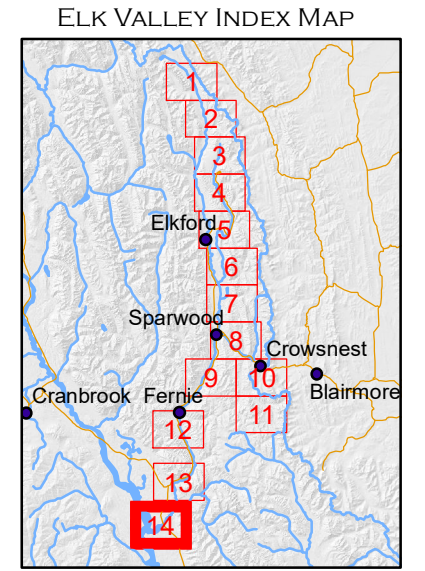 ELK VALLEY INDEX MAP
1
2
3
4
Elkford 5
6
7
Sparwood
8
Crowsnest
9 10
Blairmore
Cranbrook Fernie
11
12
13
14